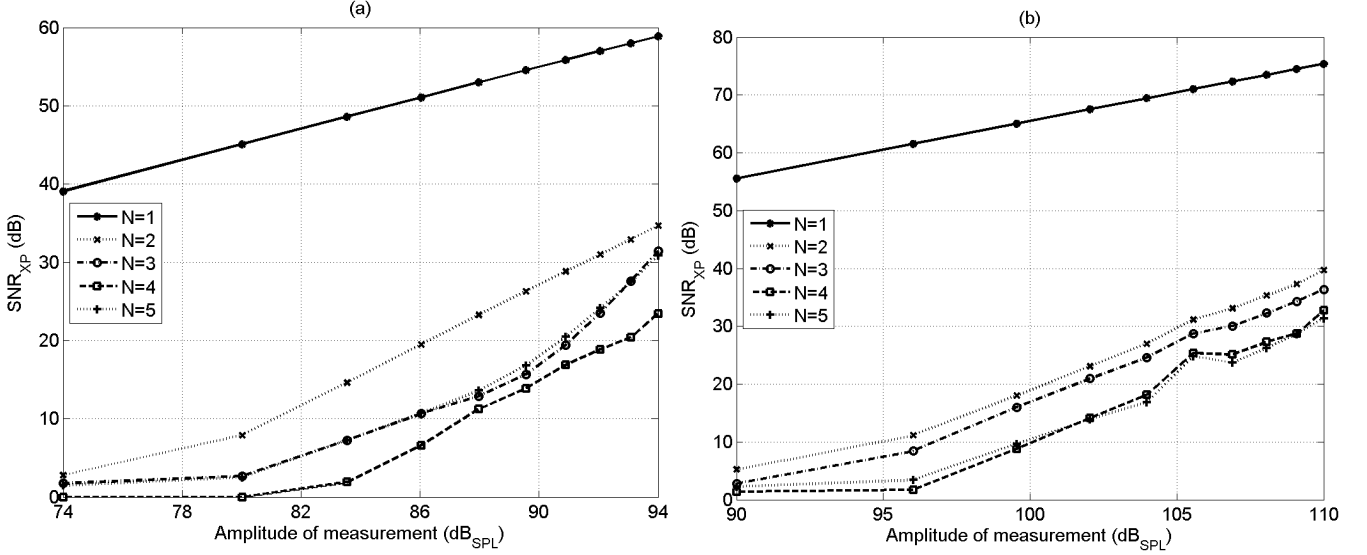 (a)
60
50
40
30
20
10
0
SNR_XP (dB)
N=1
N=2
N=3
N=4
N=5
74
78
82
86
90
94
Amplitude of measurement (dB_SPL)
(b)
80
70
60
50
40
30
20
10
0
SNR_XP (dB)
N=1
N=2
N=3
N=4
N=5
90
95
100
105
110
Amplitude of measurement (dB_SPL)